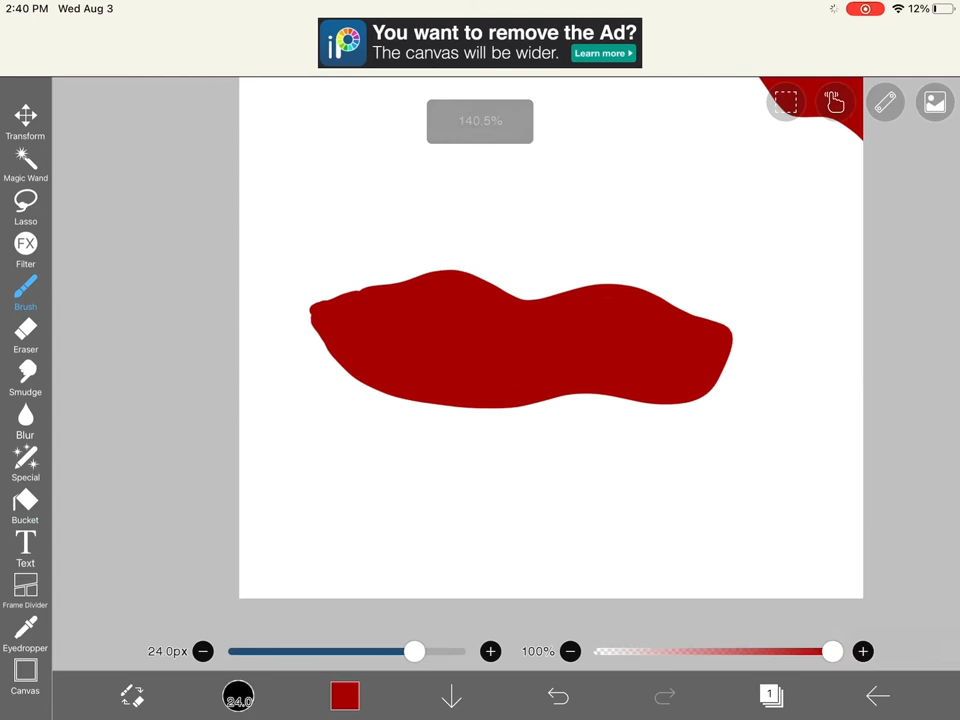 2:40 PM Wed Aug 3
12%
iP
You want to remove the Ad?
The canvas will be wider.
Learn more
140.5%
Transform
Magic Wand
Lasso
FX
Filter
Brush
Eraser
Smudge
Blur
Special
Bucket
T
Text
Frame Divider
Eyedropper
Canvas
24.0px
100%
24.0
1